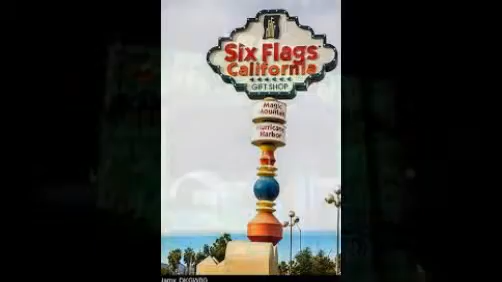 Six Flags
California
GIFT SHOP
Magic
Mountain
Hurricane
Harbor